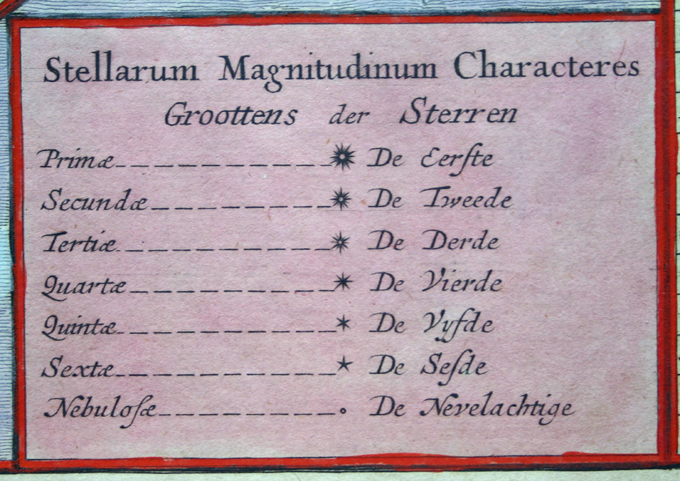 Stellarum Magnitudinum Characteres
Groottens der Sterren
Primæ De Eerſte
Secundæ De Tweede
Tertiæ De Derde
Quartæ De Vierde
Quintæ De Vyfde
Sextæ De Seſde
Nebuloſæ De Nevelachtige